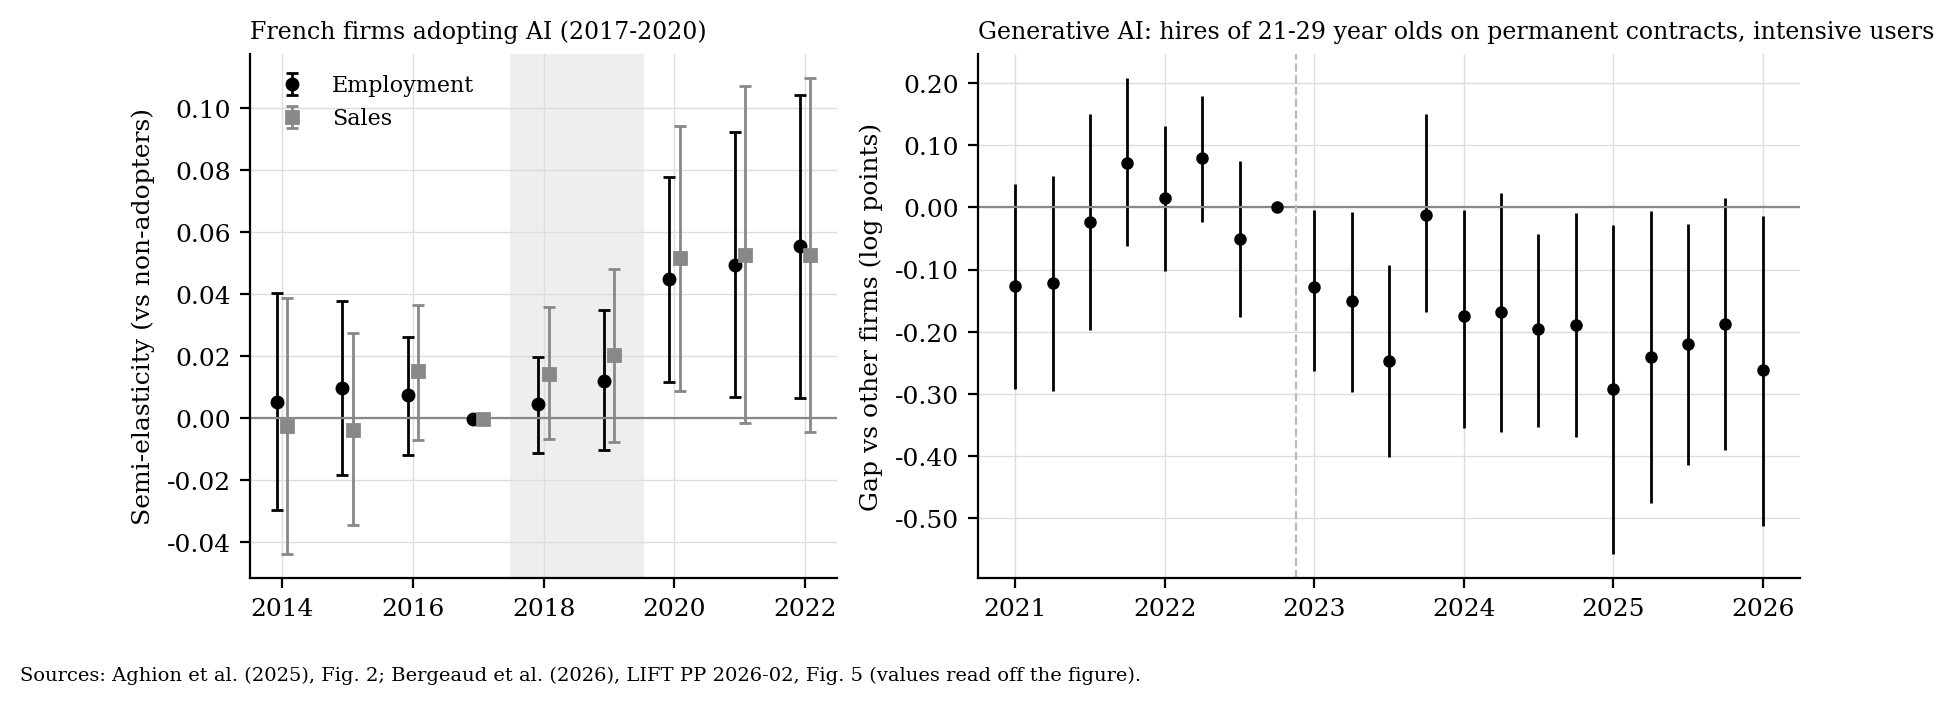 French firms adopting AI (2017-2020)
Employment
Sales
Semi-elasticity (vs non-adopters)
0.10
0.08
0.06
0.04
0.02
0.00
-0.02
-0.04
2014 2016 2018 2020 2022
Generative AI: hires of 21-29 year olds on permanent contracts, intensive users
Gap vs other firms (log points)
0.20
0.10
0.00
-0.10
-0.20
-0.30
-0.40
-0.50
2021 2022 2023 2024 2025 2026
Sources: Aghion et al. (2025), Fig. 2; Bergeaud et al. (2026), LIFT PP 2026-02, Fig. 5 (values read off the figure).